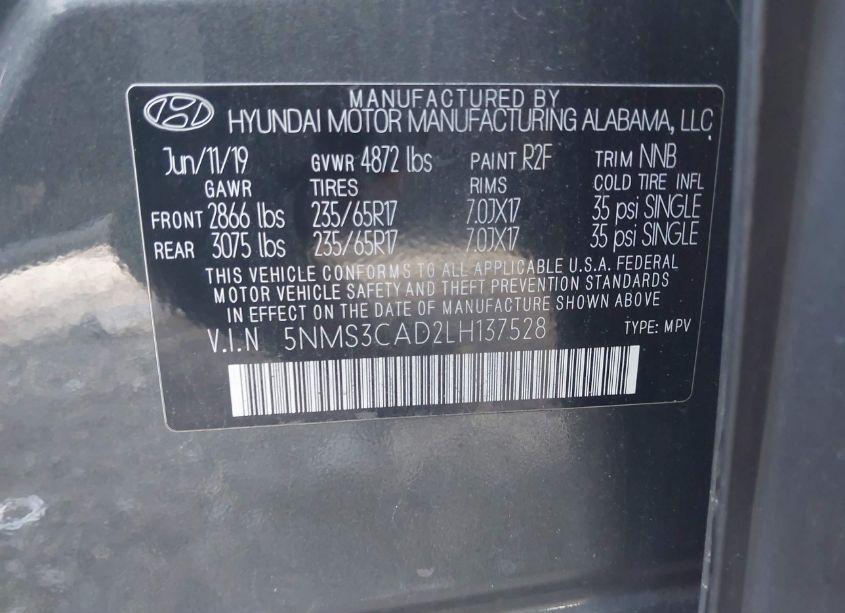 MANUFACTURED BY
HYUNDAI MOTOR MANUFACTURING ALABAMA, LLC
Jun/11/19 GVWR 4872 lbs PAINT R2F TRIM NNB
GAWR TIRES RIMS COLD TIRE INFL
FRONT 2866 lbs 235/65R17 7.0JX17 35 psi SINGLE
REAR 3075 lbs 235/65R17 7.0JX17 35 psi SINGLE
THIS VEHICLE CONFORMS TO ALL APPLICABLE U.S.A. FEDERAL
MOTOR VEHICLE SAFETY AND THEFT PREVENTION STANDARDS
IN EFFECT ON THE DATE OF MANUFACTURE SHOWN ABOVE
V.I.N 5NMS3CAD2LH137528 TYPE: MPV